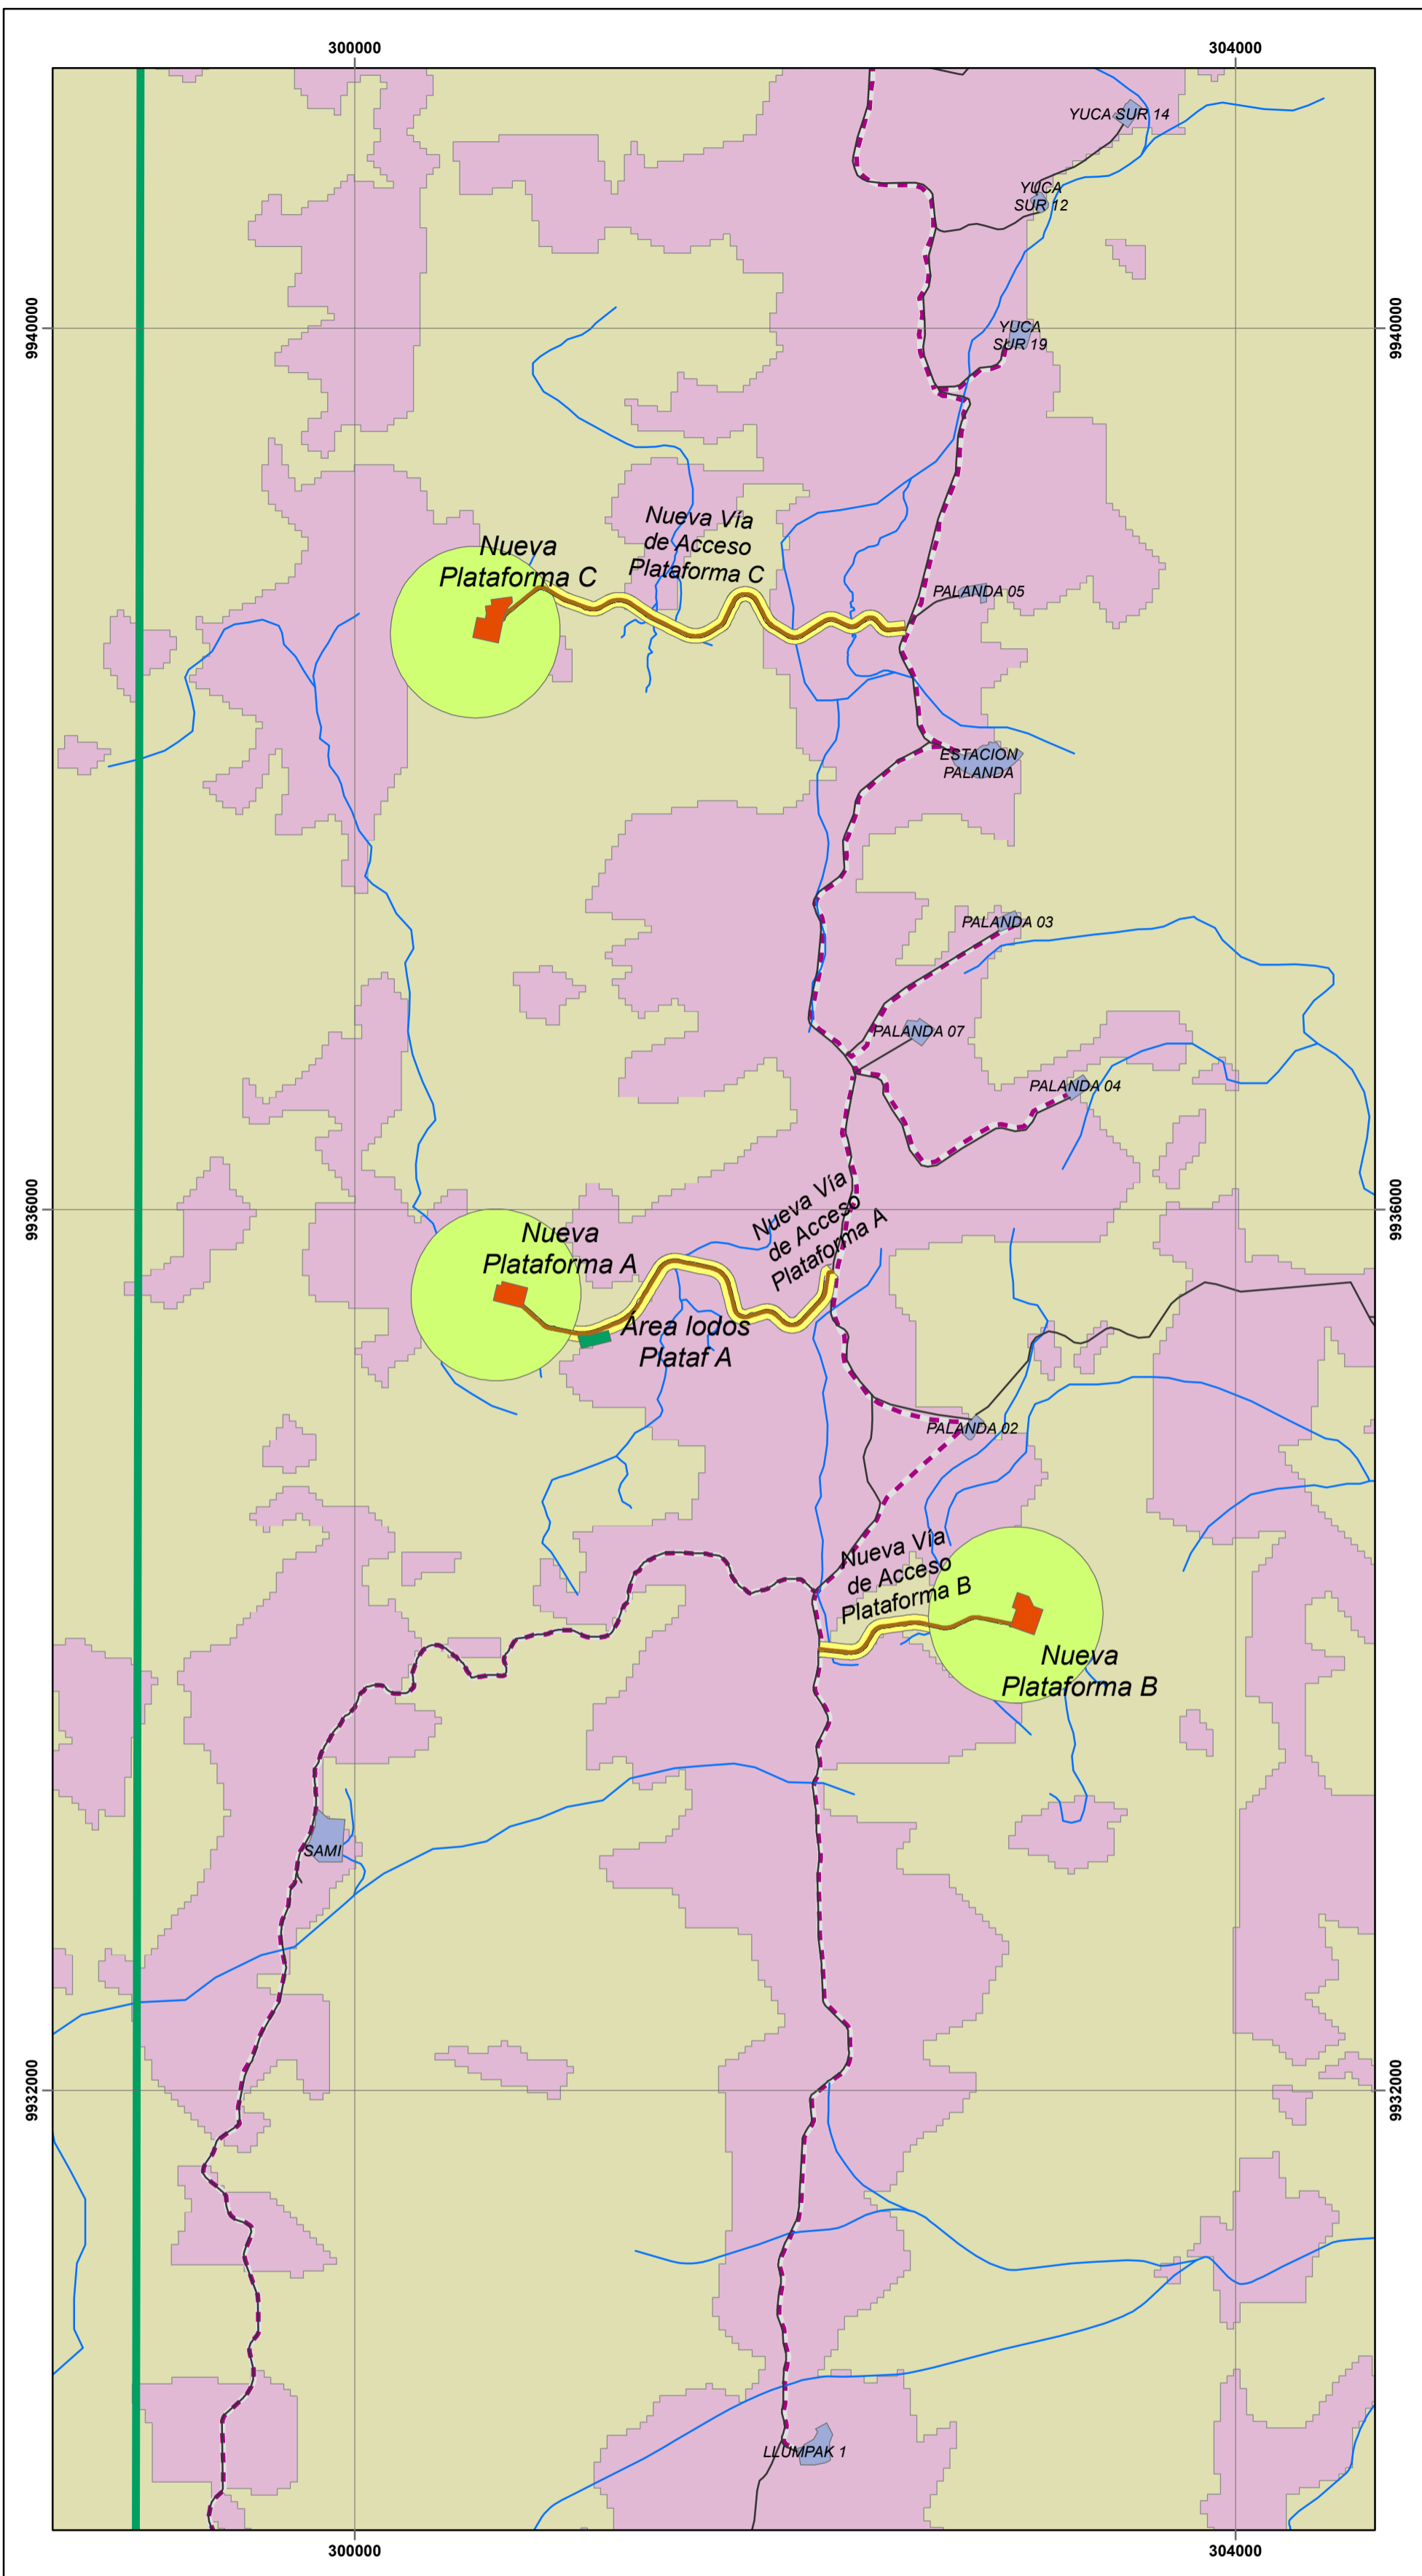 300000
304000
YUCA SUR 14
YUCA
SUR 12
9940000
9940000
YUCA
SUR 19
Nueva Vía
de Acceso
Plataforma C
Nueva
Plataforma C
PALANDA 05
ESTACION
PALANDA
PALANDA 03
PALANDA 07
PALANDA 04
9936000
9936000
Nueva Vía
de Acceso
Plataforma A
Nueva
Plataforma A
Área lodos
Plataf A
PALANDA 02
Nueva Vía
de Acceso
Plataforma B
Nueva
Plataforma B
SAMI
9932000
9932000
LLUMPAK 1
300000
304000